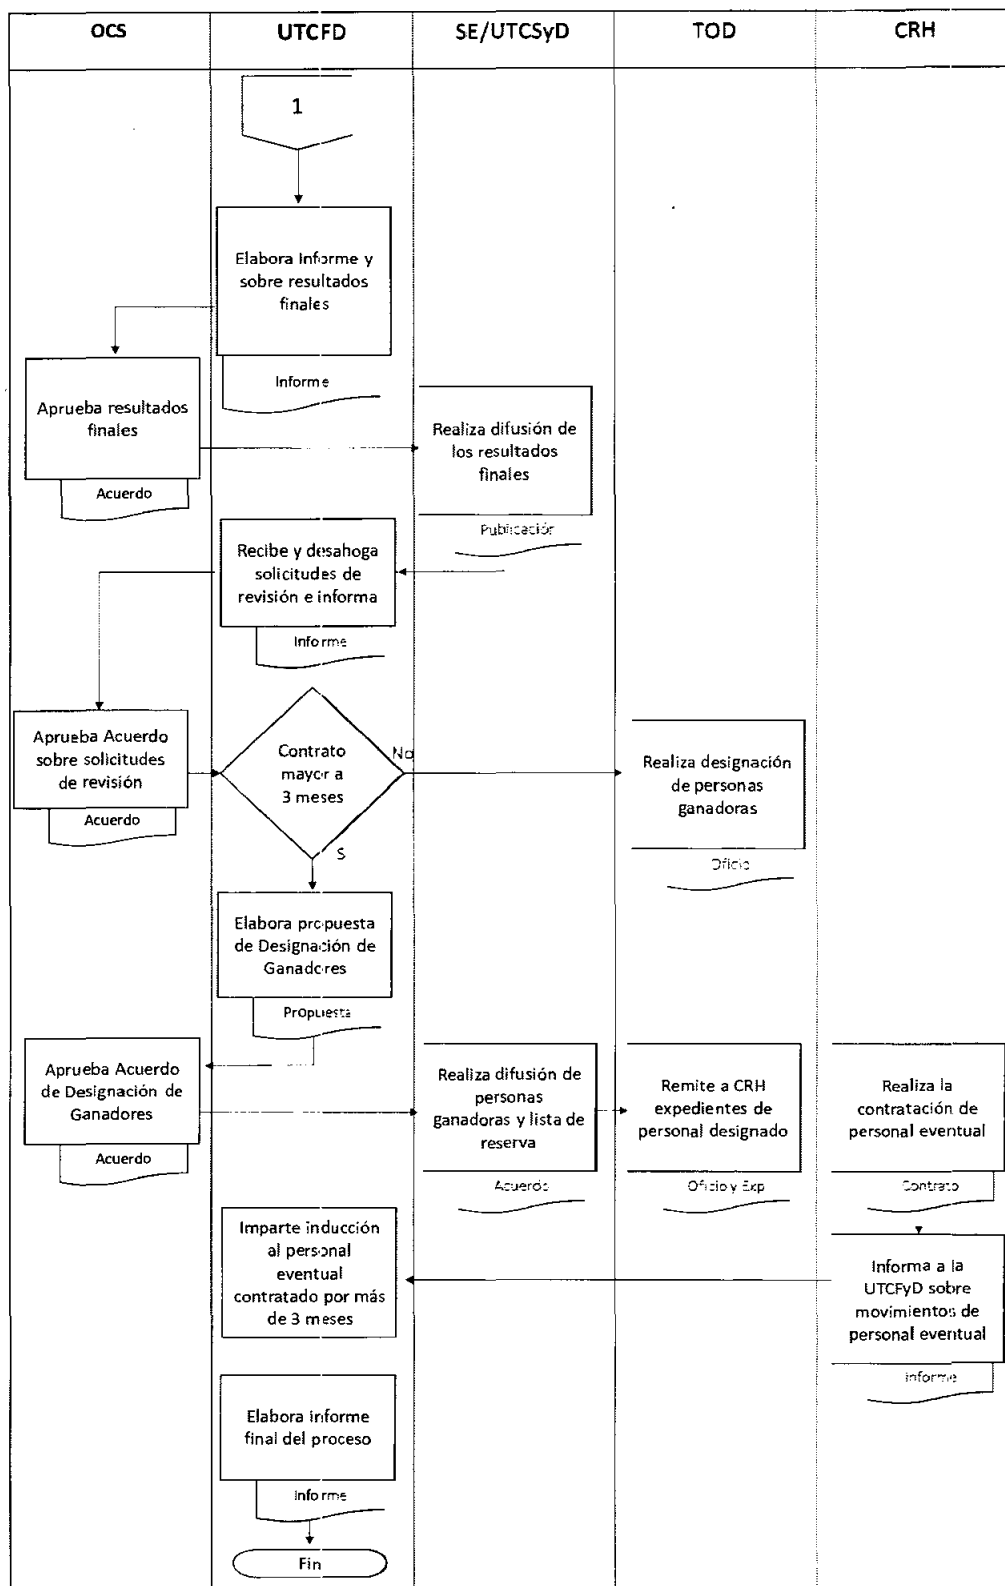 OCS
UTCFD
SE/UTCSyD
TOD
CRH
1
Elabora Informe y
sobre resultados
finales
Informe
Aprueba resultados
finales
Acuerdo
Realiza difusión de
los resultados
finales
Publicación
Recibe y desahoga
solicitudes de
revisión e informa
Informe
Aprueba Acuerdo
sobre solicitudes
de revisión
Acuerdo
Contrato
mayor a
3 meses
No
S
Realiza designación
de personas
ganadoras
Oficio
Elabora propuesta
de Designación de
Ganadores
Propuesta
Aprueba Acuerdo
de Designación de
Ganadores
Acuerdo
Realiza difusión de
personas
ganadoras y lista de
reserva
Acuerdo
Remite a CRH
expedientes de
personal designado
Oficio y Exp
Realiza la
contratación de
personal eventual
Contrato
Imparte inducción
al personal
eventual
contratado por más
de 3 meses
Informa a la
UTCFyD sobre
movimientos de
personal eventual
Informe
Elabora informe
final del proceso
Informe
Fin